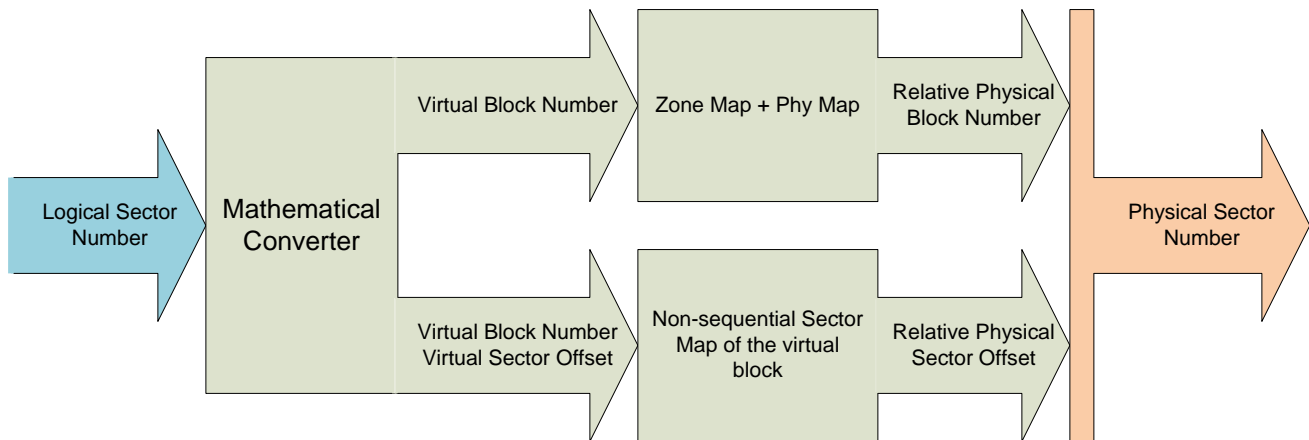 Logical Sector
Number
Mathematical
Converter
Virtual Block Number
Zone Map + Phy Map
Relative Physical
Block Number
Virtual Block Number
Virtual Sector Offset
Non-sequential Sector
Map of the virtual
block
Relative Physical
Sector Offset
Physical Sector
Number